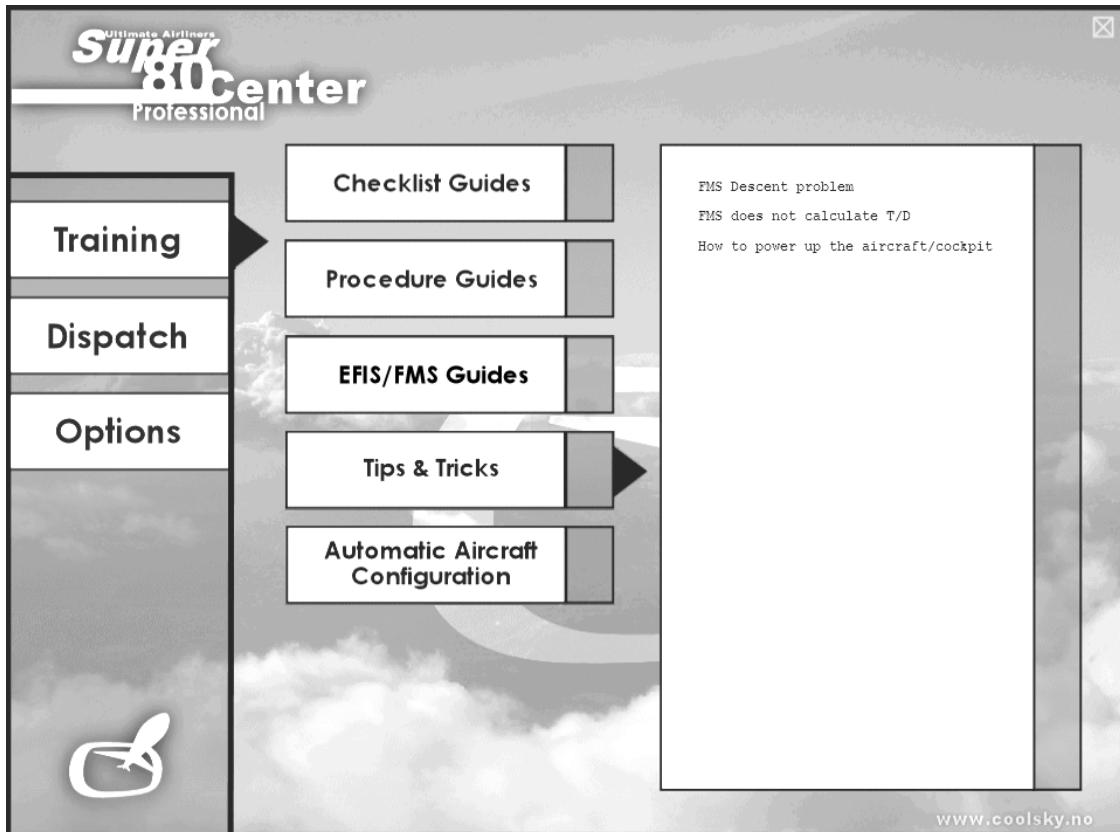 Ultimate Airliners
Super
80 Center
Professional
Training
Dispatch
Options
Checklist Guides
Procedure Guides
EFIS/FMS Guides
Tips & Tricks
Automatic Aircraft
Configuration
FMS Descent problem
FMS does not calculate T/D
How to power up the aircraft/cockpit
www.coolsky.no